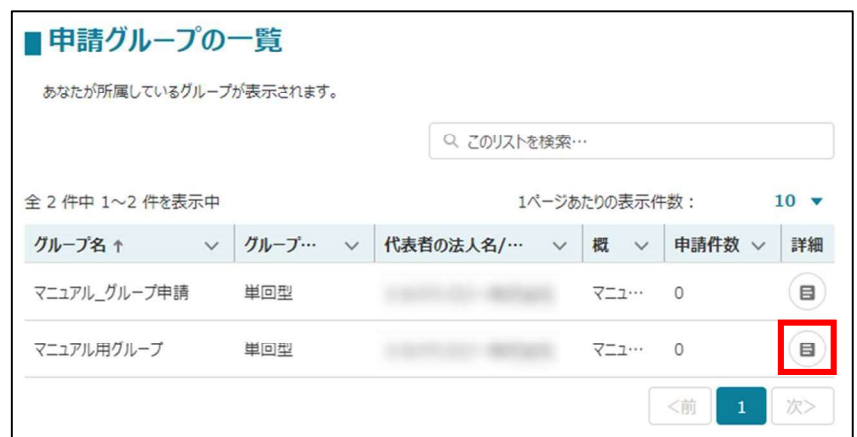 申請グループの一覧
あなたが所属しているグループが表示されます。
このリストを検索…
全 2 件中 1～2 件を表示中 1ページあたりの表示件数： 10 ▼
グループ名 ↑ グループ… 代表者の法人名/… 概 申請件数 詳細
マニュアル_グループ申請 単回型 マニュ… 0
マニュアル用グループ 単回型 マニュ… 0
<前 1 次>